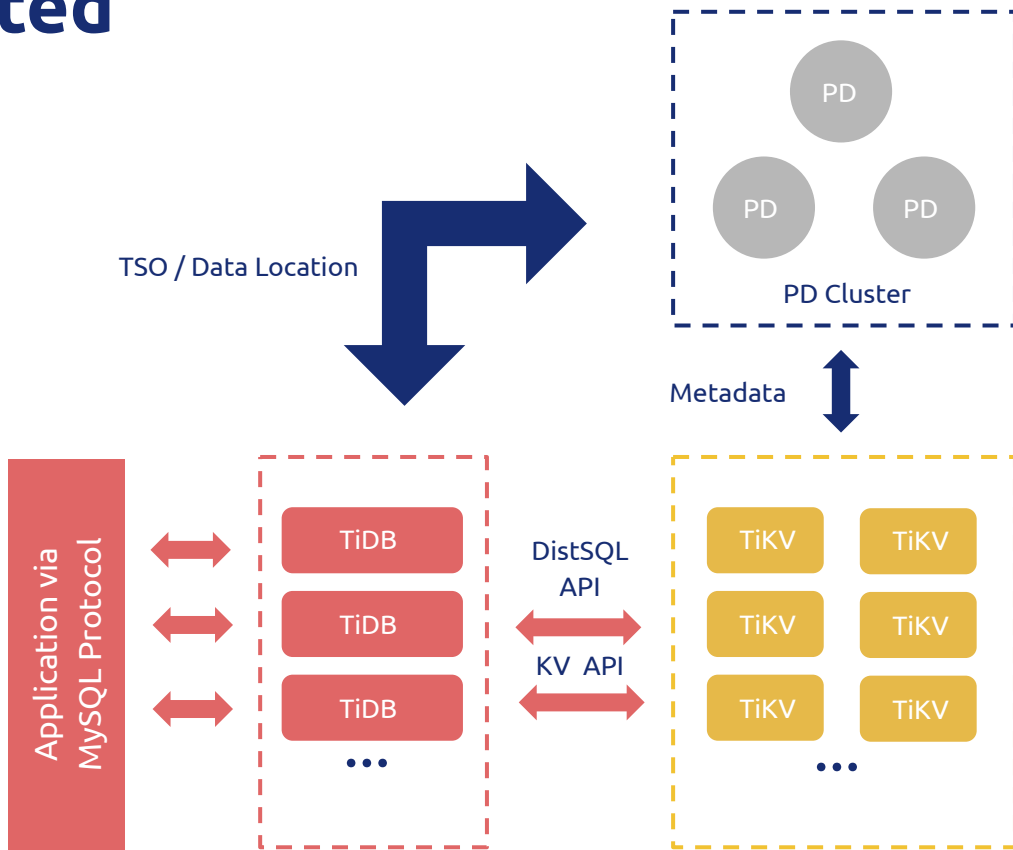 PD
PD
PD
PD Cluster
TSO / Data Location
Metadata
Application via
MySQL Protocol
TiDB
TiDB
TiDB
...
DistSQL
API
KV API
TiKV
TiKV
TiKV
TiKV
TiKV
TiKV
...